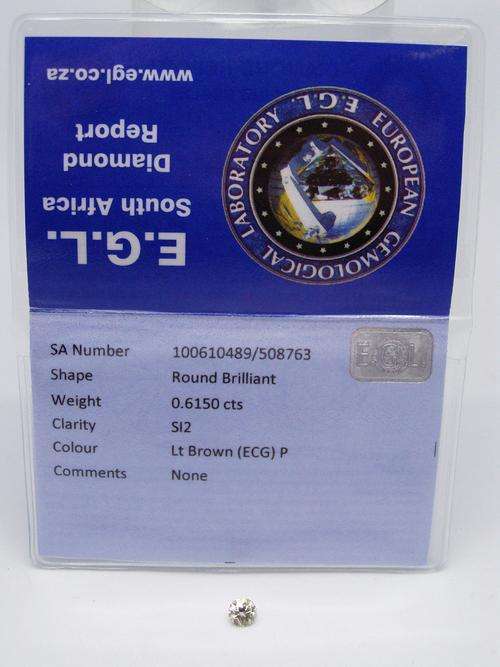 E.G.L.
South Africa
Diamond
Report
www.egl.co.za
EUROPEAN GEMOLOGICAL LABORATORY E.G.L.
SA Number 100610489/508763
E.G.L
Shape Round Brilliant
Weight 0.6150 cts
Clarity SI2
Colour Lt Brown (ECG) P
Comments None